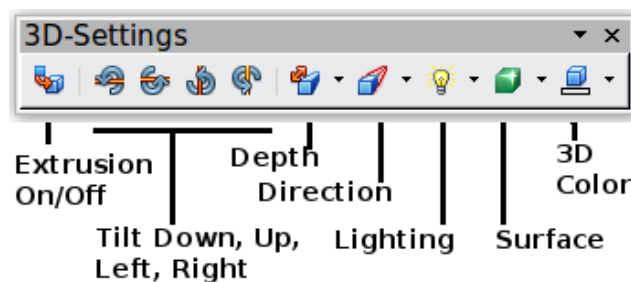 3D-Settings
Extrusion
On/Off
Depth
Direction
3D
Color
Tilt Down, Up,
Left, Right
Lighting
Surface